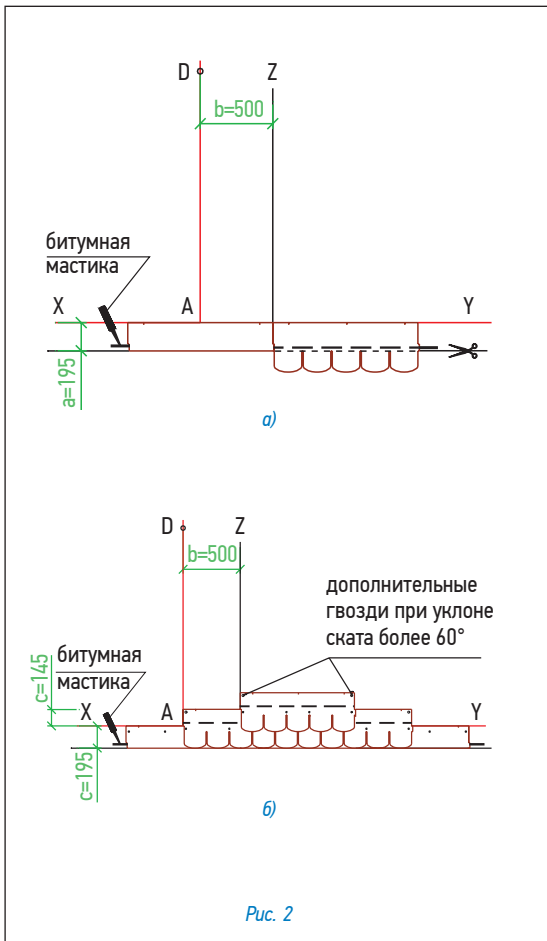 D
Z
b=500
битумная
мастика
X
A
Y
a=195
а)
D
Z
b=500
дополнительные
гвозди при уклоне
ската более 60°
c=145
битумная
мастика
X
A
Y
c=195
б)
Рис. 2